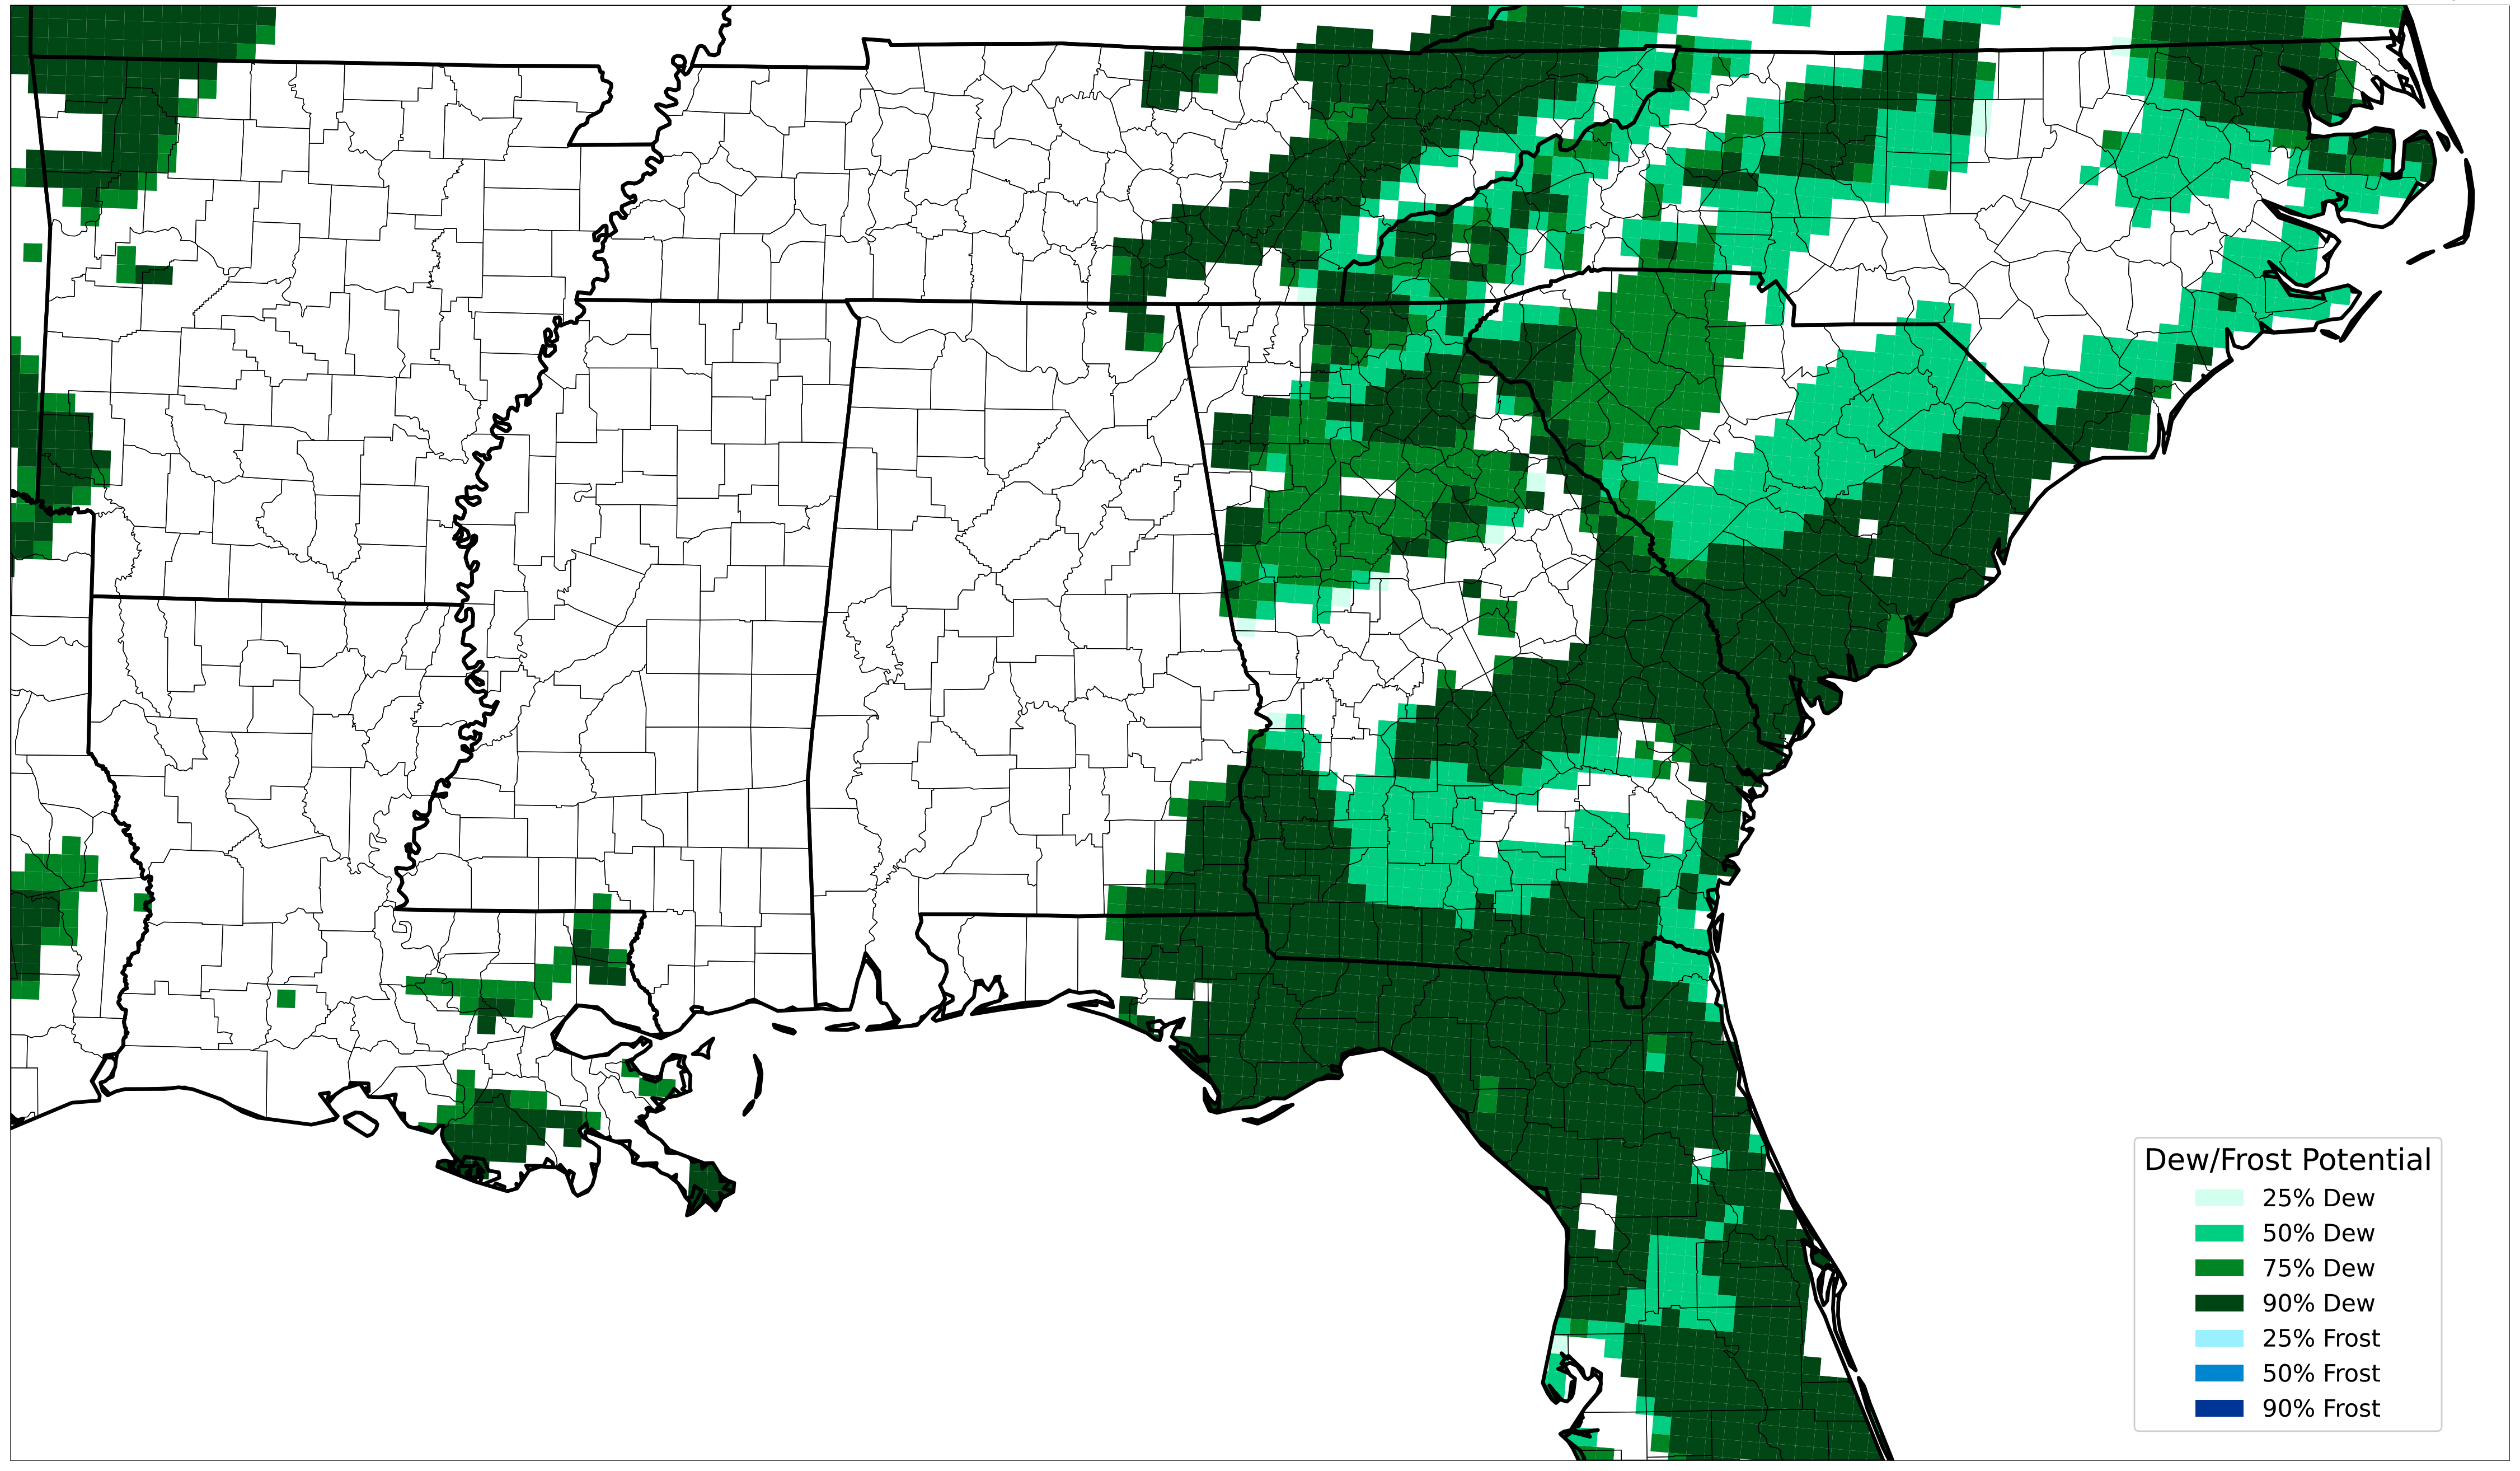 Dew/Frost Potential
25% Dew
50% Dew
75% Dew
90% Dew
25% Frost
50% Frost
90% Frost